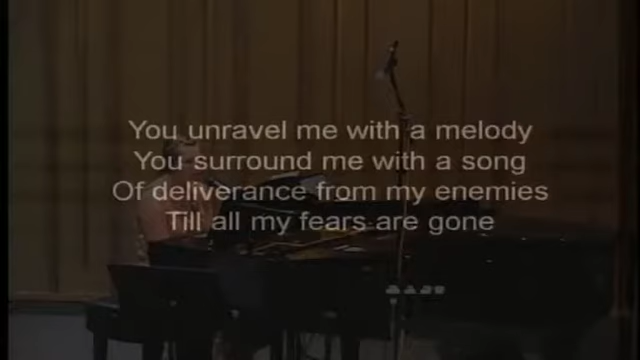 You unravel me with a melody
You surround me with a song
Of deliverance from my enemies
Till all my fears are gone